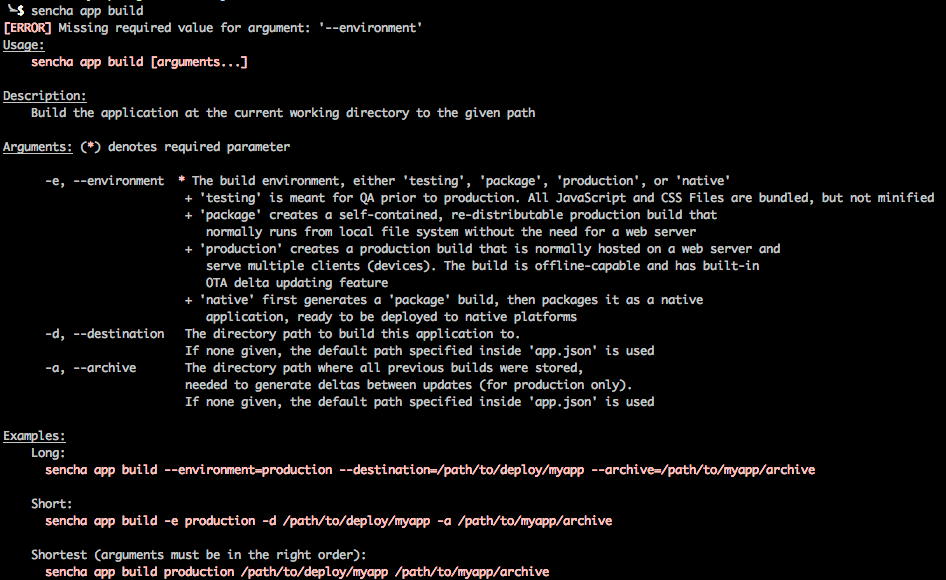 $ sencha app build
[ERROR] Missing required value for argument: '--environment'
Usage:
sencha app build [arguments...]
Description:
Build the application at the current working directory to the given path
Arguments: (*) denotes required parameter
-e, --environment * The build environment, either 'testing', 'package', 'production', or 'native'
+ 'testing' is meant for QA prior to production. All JavaScript and CSS Files are bundled, but not minified
+ 'package' creates a self-contained, re-distributable production build that
normally runs from local file system without the need for a web server
+ 'production' creates a production build that is normally hosted on a web server and
serve multiple clients (devices). The build is offline-capable and has built-in
OTA delta updating feature
+ 'native' first generates a 'package' build, then packages it as a native
application, ready to be deployed to native platforms
-d, --destination The directory path to build this application to.
If none given, the default path specified inside 'app.json' is used
-a, --archive The directory path where all previous builds were stored,
needed to generate deltas between updates (for production only).
If none given, the default path specified inside 'app.json' is used
Examples:
Long:
sencha app build --environment=production --destination=/path/to/deploy/myapp --archive=/path/to/myapp/archive
Short:
sencha app build -e production -d /path/to/deploy/myapp -a /path/to/myapp/archive
Shortest (arguments must be in the right order):
sencha app build production /path/to/deploy/myapp /path/to/myapp/archive